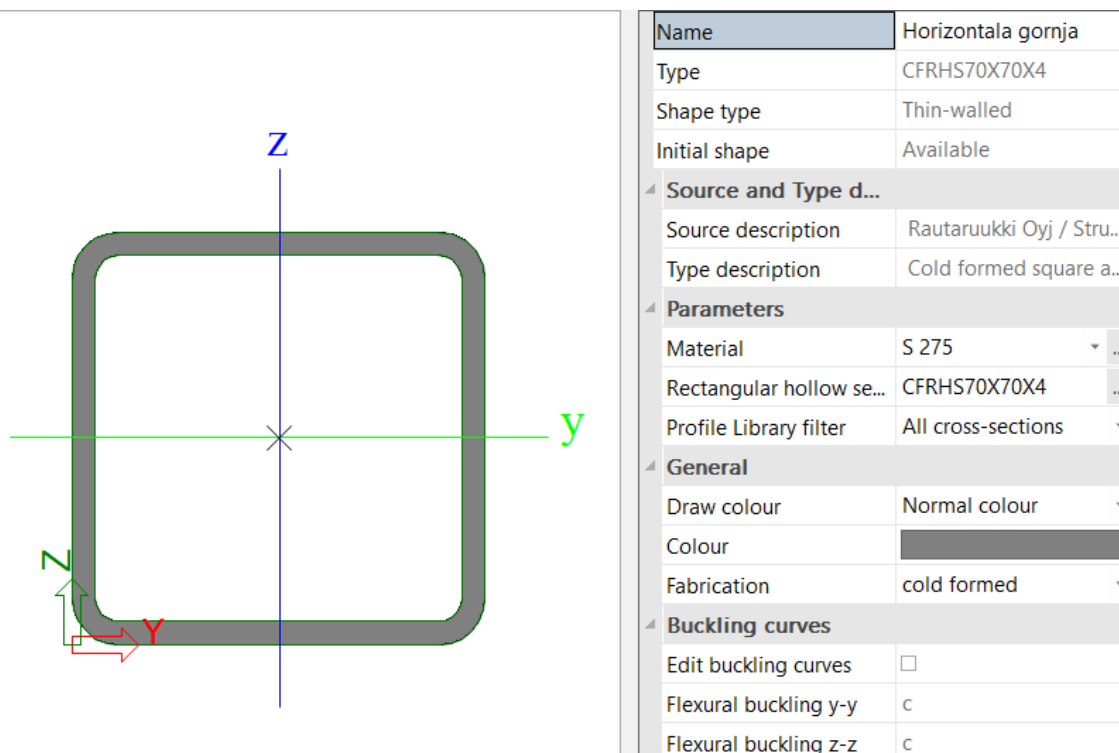 z
y
Z
Y
Name Horizontala gornja
Type CFRHS70X70X4
Shape type Thin-walled
Initial shape Available
Source and Type d...
Source description Rautaruukki Oyj / Stru...
Type description Cold formed square a...
Parameters
Material S 275 ...
Rectangular hollow se... CFRHS70X70X4 ...
Profile Library filter All cross-sections
General
Draw colour Normal colour
Colour
Fabrication cold formed
Buckling curves
Edit buckling curves
Flexural buckling y-y c
Flexural buckling z-z c